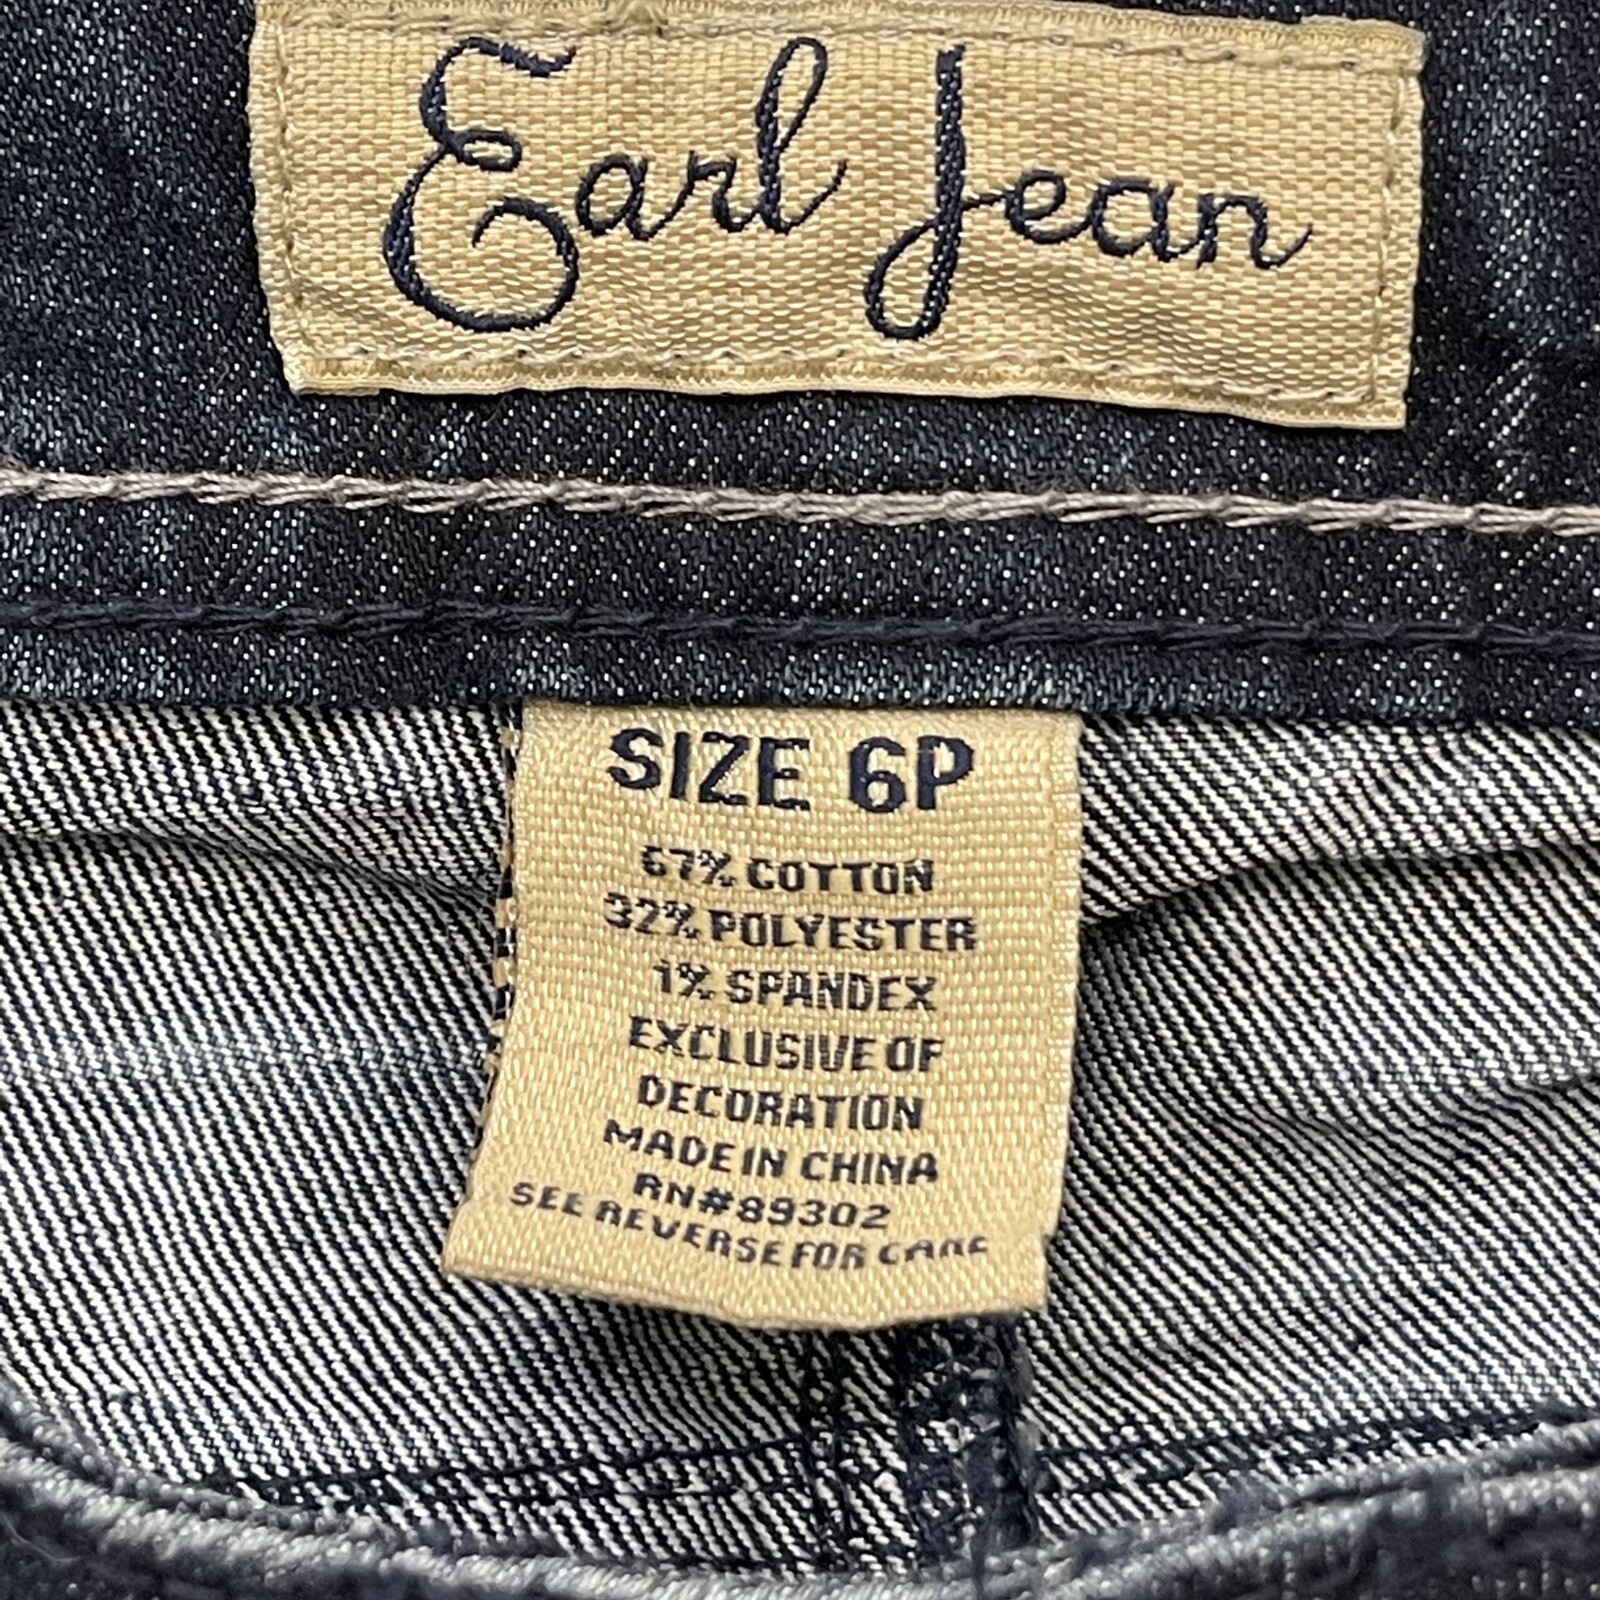 Earl Jean
SIZE 6P
67% COTTON
32% POLYESTER
1% SPANDEX
EXCLUSIVE OF
DECORATION
MADE IN CHINA
RN#89302
SEE REVERSE FOR CARE